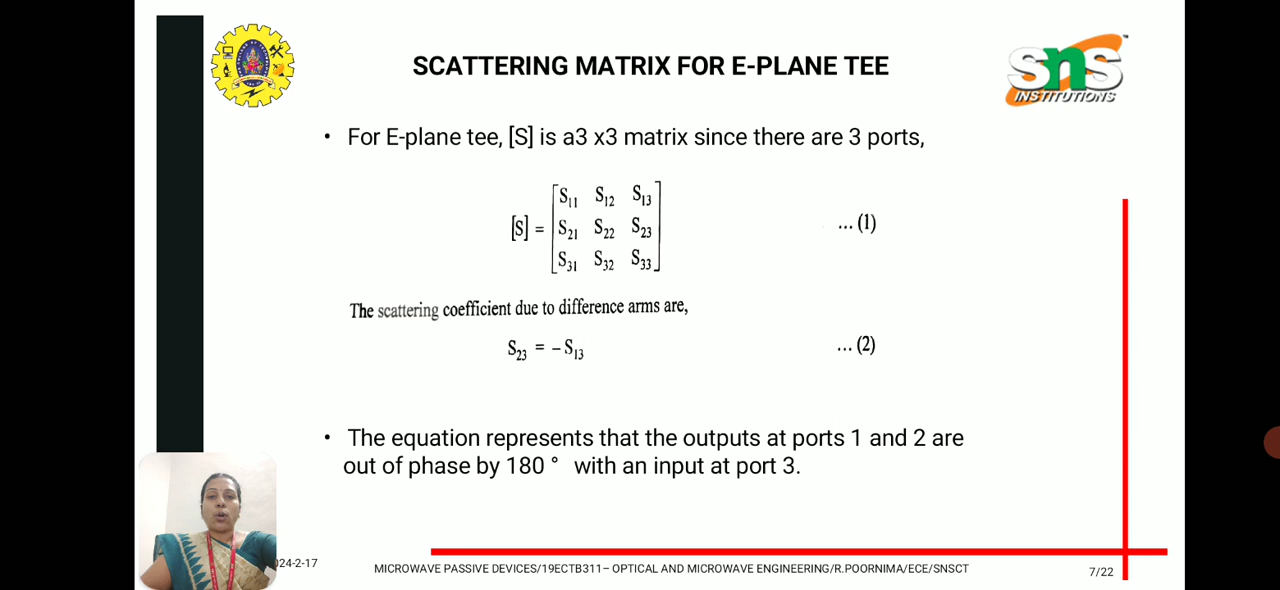 SNS
INSTITUTIONS
SCATTERING MATRIX FOR E-PLANE TEE
• For E-plane tee, [S] is a3 x3 matrix since there are 3 ports,
[S] = [S11 S12 S13
S21 S22 S23
S31 S32 S33] ... (1)
The scattering coefficient due to difference arms are,
S23 = – S13 ... (2)
• The equation represents that the outputs at ports 1 and 2 are
out of phase by 180 ° with an input at port 3.
024-2-17
MICROWAVE PASSIVE DEVICES/19ECTB311– OPTICAL AND MICROWAVE ENGINEERING/R.POORNIMA/ECE/SNSCT
7/22